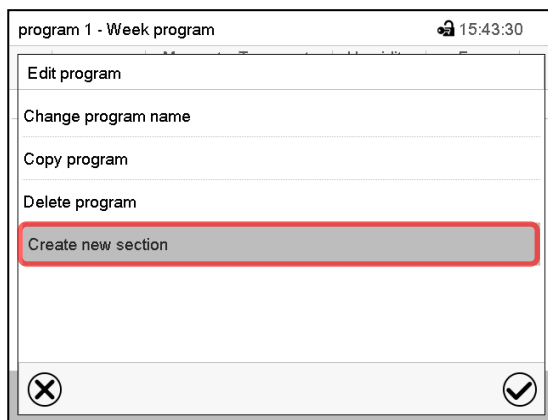 program 1 - Week program 15:43:30
Edit program
Change program name
Copy program
Delete program
Create new section